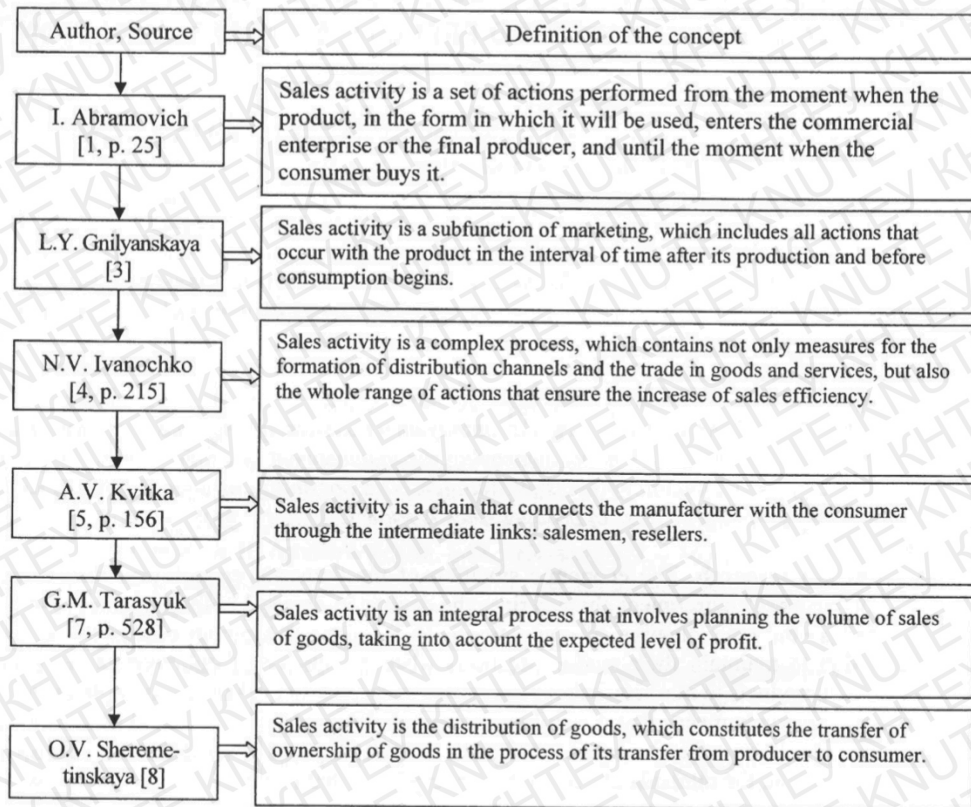 Author, Source
Definition of the concept
I. Abramovich
[1, p. 25]
Sales activity is a set of actions performed from the moment when the
product, in the form in which it will be used, enters the commercial
enterprise or the final producer, and until the moment when the
consumer buys it.
L.Y. Gnilyanskaya
[3]
Sales activity is a subfunction of marketing, which includes all actions that
occur with the product in the interval of time after its production and before
consumption begins.
N.V. Ivanochko
[4, p. 215]
Sales activity is a complex process, which contains not only measures for the
formation of distribution channels and the trade in goods and services, but also
the whole range of actions that ensure the increase of sales efficiency.
A.V. Kvitka
[5, p. 156]
Sales activity is a chain that connects the manufacturer with the consumer
through the intermediate links: salesmen, resellers.
G.M. Tarasyuk
[7, p. 528]
Sales activity is an integral process that involves planning the volume of sales
of goods, taking into account the expected level of profit.
O.V. Shereme-
tinskaya [8]
Sales activity is the distribution of goods, which constitutes the transfer of
ownership of goods in the process of its transfer from producer to consumer.
KHTEY KNUTE